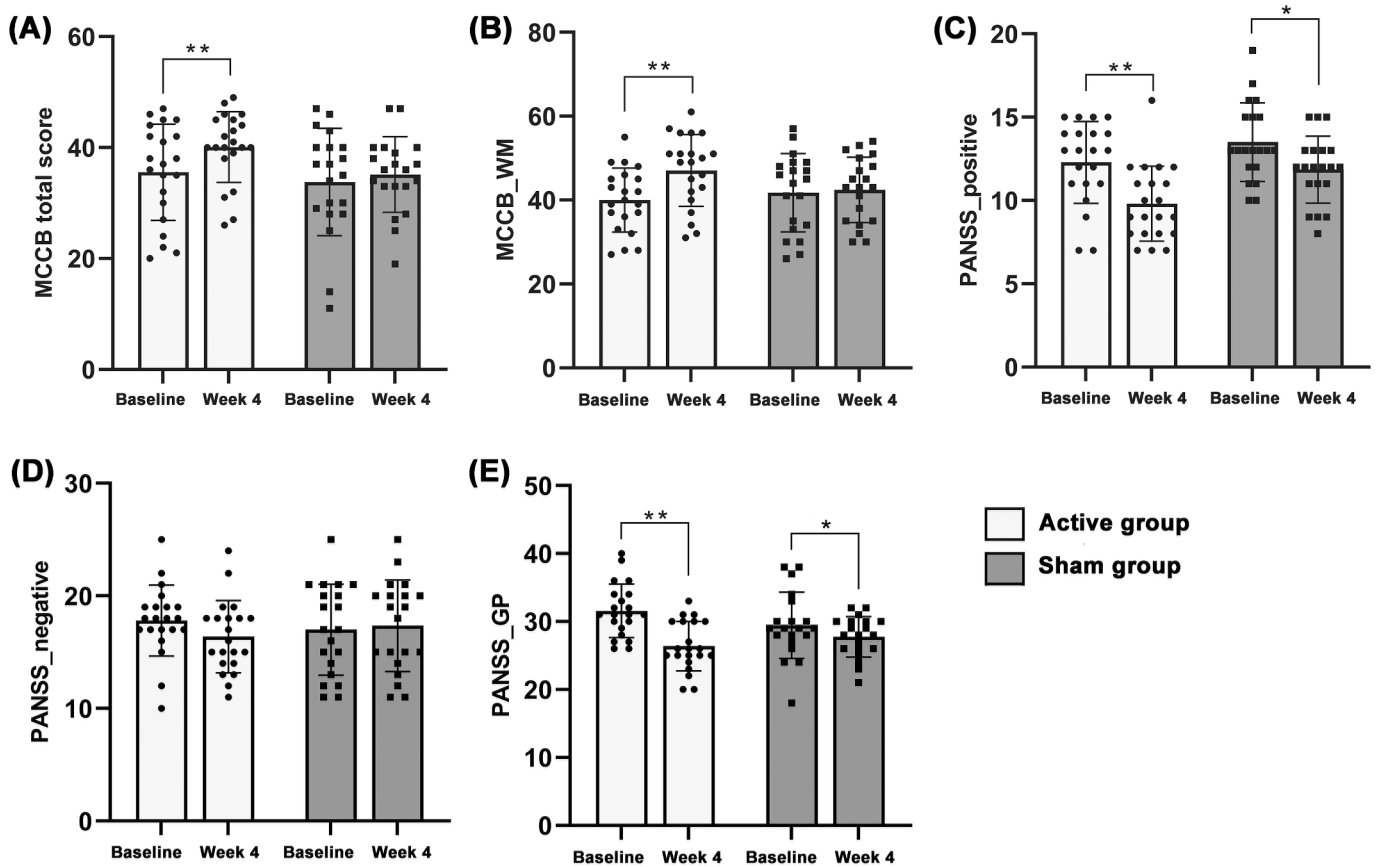 (A)
MCCB total score
60
40
20
0
**
Baseline Week 4 Baseline Week 4
(B)
MCCB_WM
80
60
40
20
0
**
Baseline Week 4 Baseline Week 4
(C)
PANSS_positive
20
15
10
5
0
**
*
Baseline Week 4 Baseline Week 4
(D)
PANSS_negative
30
20
10
0
Baseline Week 4 Baseline Week 4
(E)
PANSS_GP
50
40
30
20
10
0
**
*
Baseline Week 4 Baseline Week 4
Active group
Sham group